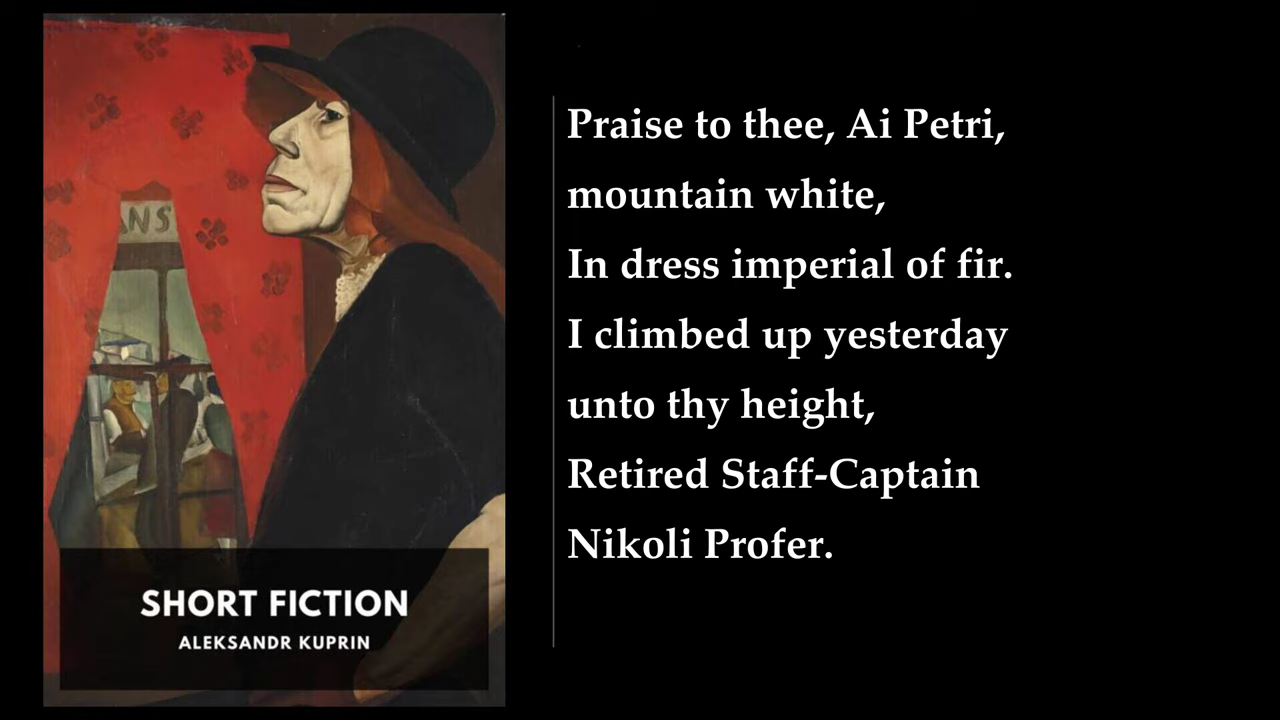 ANS
SHORT FICTION
ALEKSANDR KUPRIN
Praise to thee, Ai Petri,
mountain white,
In dress imperial of fir.
I climbed up yesterday
unto thy height,
Retired Staff-Captain
Nikoli Profer.